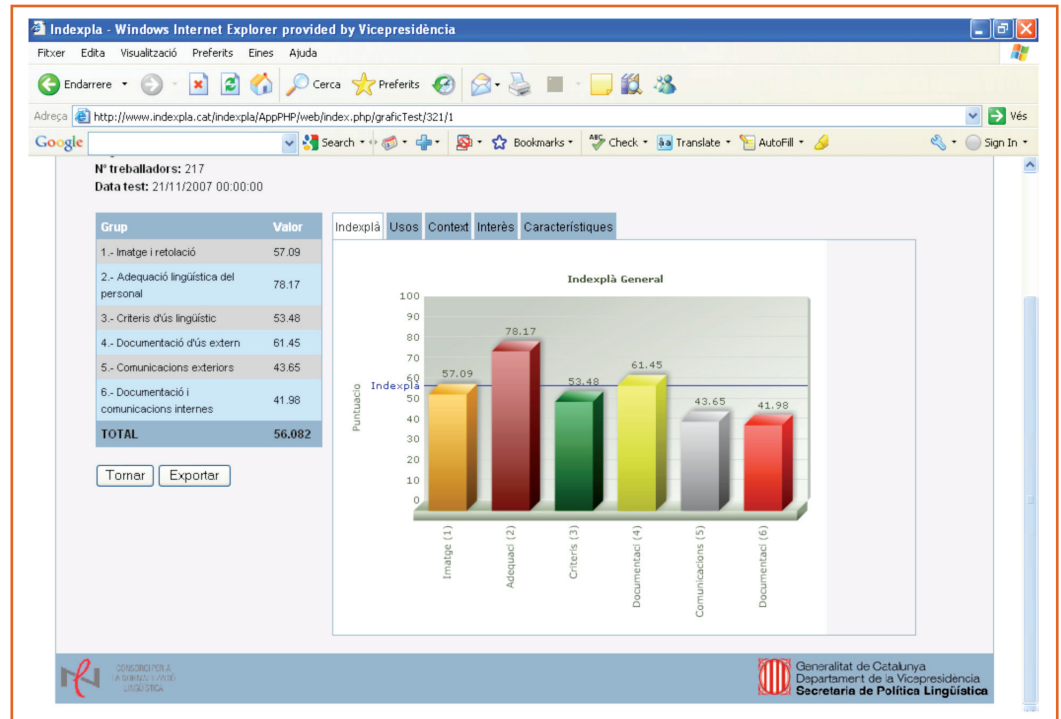 Indexpla - Windows Internet Explorer provided by Vicepresidència
Fitxer Edita Visualització Preferits Eines Ajuda
Endarrere Cerca Preferits
Adreça http://www.indexpla.cat/indexpla/AppPHP/web/index.php/graficTest/321/1 Vés
Google Search Bookmarks Check Translate AutoFill Sign In
Nº treballadors: 217
Data test: 21/11/2007 00:00:00
Grup Valor
1.- Imatge i retolació 57.09
2.- Adequació lingüística del
personal 78.17
3.- Criteris d'ús lingüístic 53.48
4.- Documentació d'ús extern 61.45
5.- Comunicacions exteriors 43.65
6.- Documentació i
comunicacions internes 41.98
TOTAL 56.082
Tornar Exportar
Indexplà Usos Context Interès Característiques
Indexplà General
Puntuacio
100
90
80
70
60
50
40
30
20
10
0
Indexpla
57.09
78.17
53.48
61.45
43.65
41.98
Imatge (1)
Adequaci (2)
Criteris (3)
Documentaci (4)
Comunicacions (5)
Documentaci (6)
CONSORCI PER A
LA NORMALITZACIÓ
LINGÜÍSTICA
Generalitat de Catalunya
Departament de la Vicepresidència
Secretaria de Política Lingüística